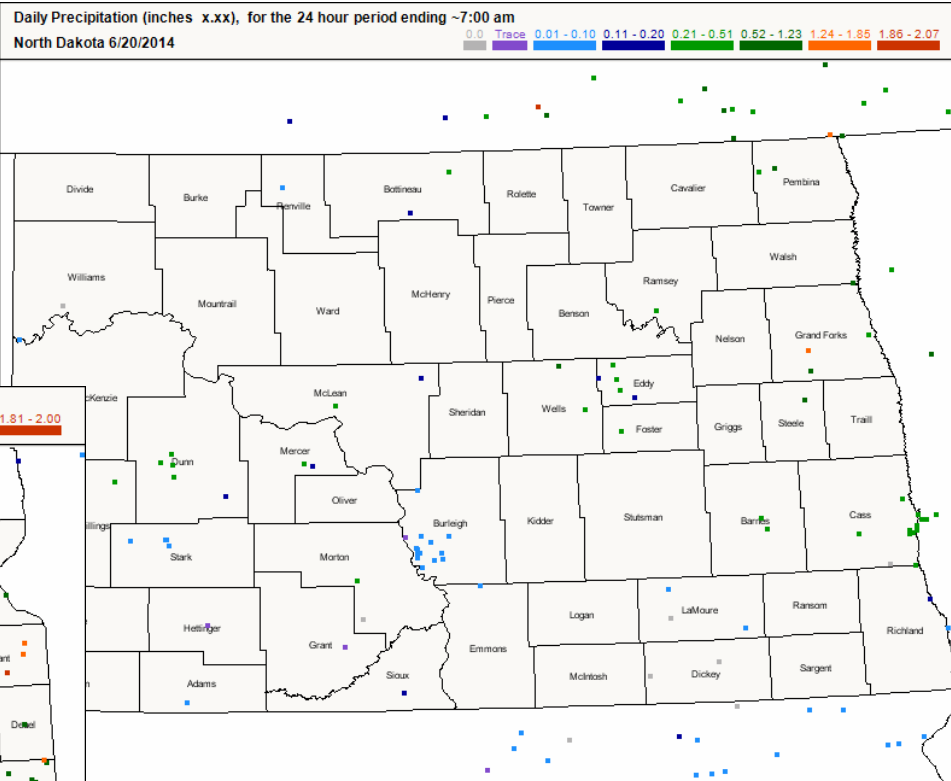 Daily Precipitation (inches x.xx), for the 24 hour period ending ~7:00 am
North Dakota 6/20/2014
0.0 Trace 0.01 - 0.10 0.11 - 0.20 0.21 - 0.51 0.52 - 1.23 1.24 - 1.85 1.86 - 2.07
Divide
Burke
Renville
Bottineau
Rolette
Towner
Cavalier
Pembina
Williams
Mountrail
Ward
McHenry
Pierce
Benson
Ramsey
Walsh
Nelson
Grand Forks
cKenzie
McLean
Sheridan
Wells
Eddy
Foster
Griggs
Steele
Traill
1.81 - 2.00
Dunn
Mercer
Oliver
Burleigh
Kidder
Stutsman
Barnes
Cass
illings
Stark
Morton
Hettinger
Grant
Sioux
Emmons
Logan
LaMoure
Ransom
Richland
ant
n
Adams
McIntosh
Dickey
Sargent
Deuel